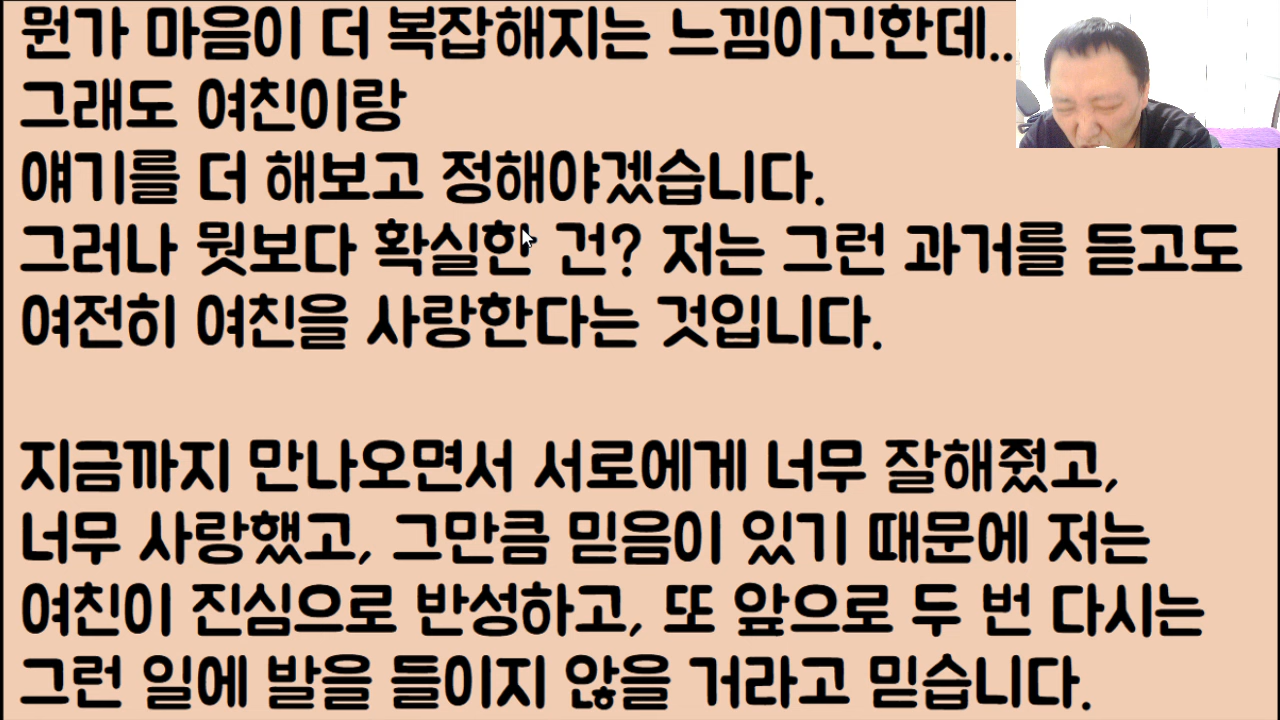 뭔가 마음이 더 복잡해지는 느낌이긴한데..
그래도 여친이랑
얘기를 더 해보고 정해야겠습니다.
그러나 뭣보다 확실한 건? 저는 그런 과거를 듣고도
여전히 여친을 사랑한다는 것입니다.
지금까지 만나오면서 서로에게 너무 잘해줬고,
너무 사랑했고, 그만큼 믿음이 있기 때문에 저는
여친이 진심으로 반성하고, 또 앞으로 두 번 다시는
그런 일에 발을 들이지 않을 거라고 믿습니다.